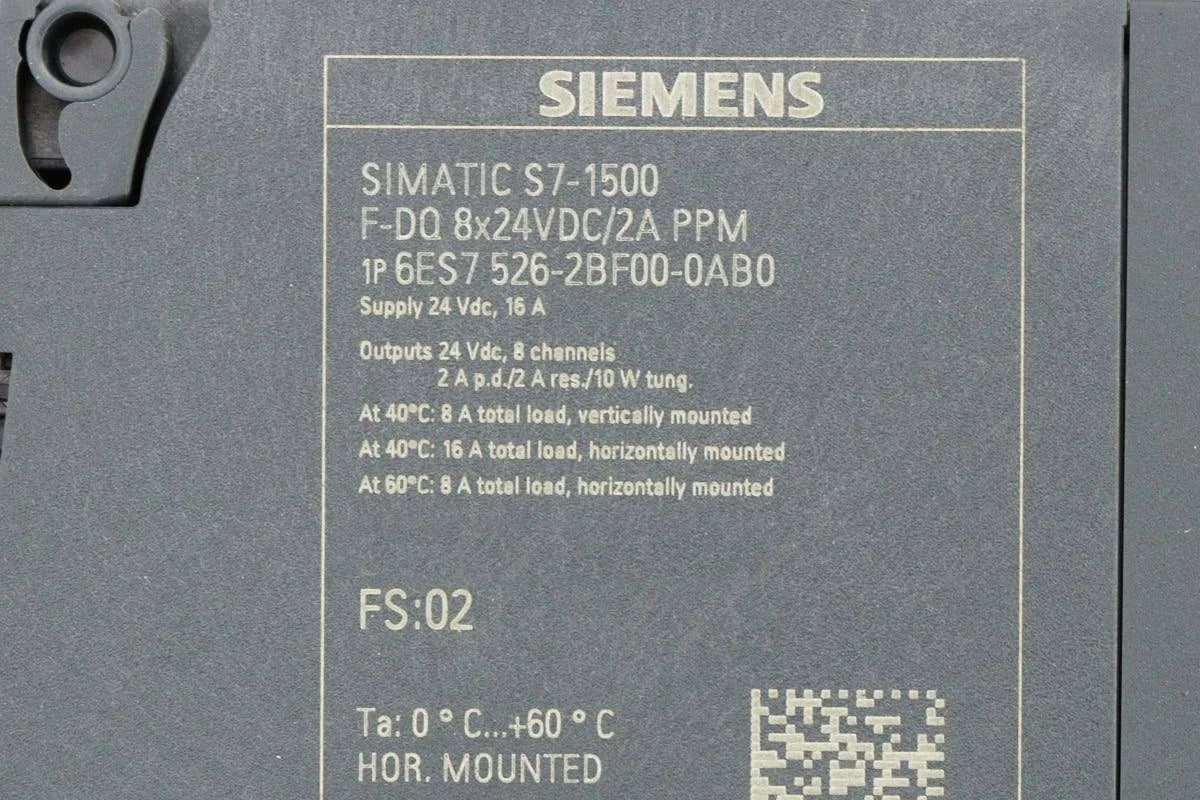 SIEMENS
SIMATIC S7-1500
F-DQ 8x24VDC/2A PPM
1P 6ES7 526-2BF00-0AB0
Supply 24 Vdc, 16 A
Outputs 24 Vdc, 8 channels
2 A p.d./2 A res./10 W tung.
At 40°C: 8 A total load, vertically mounted
At 40°C: 16 A total load, horizontally mounted
At 60°C: 8 A total load, horizontally mounted
FS:02
Ta: 0 ° C...+60 ° C
HOR. MOUNTED